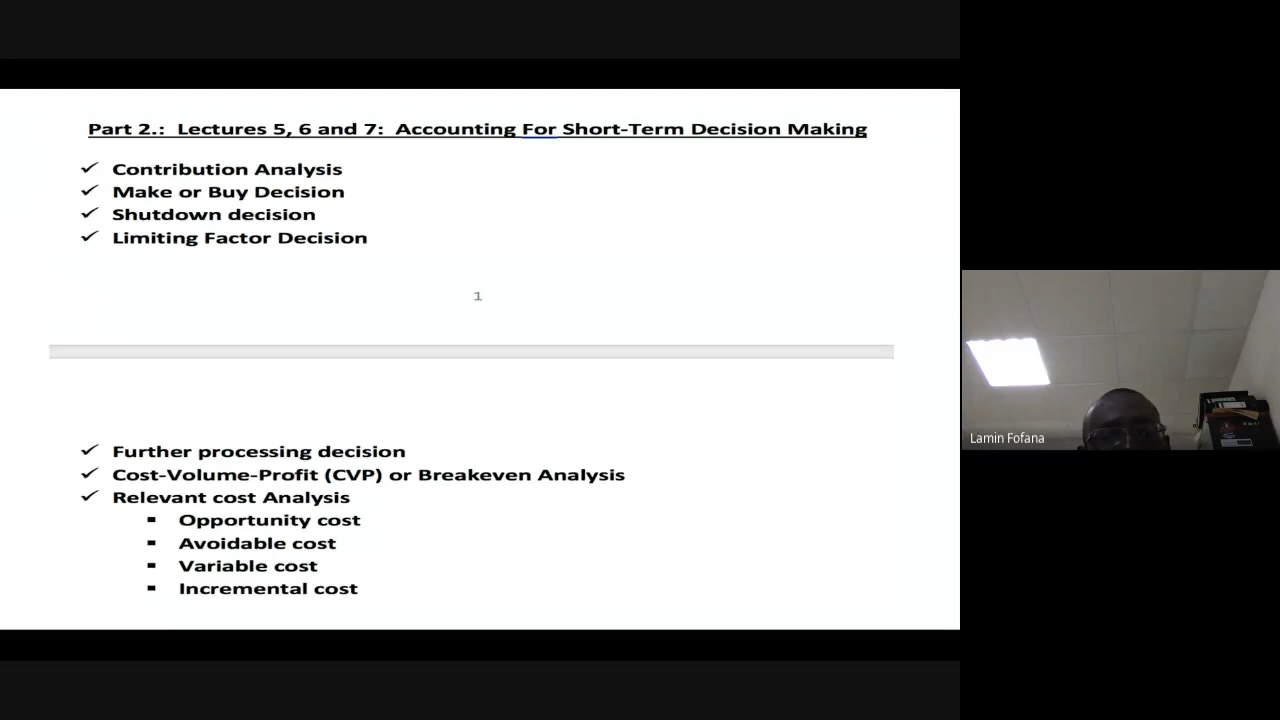 Part 2.: Lectures 5, 6 and 7: Accounting For Short-Term Decision Making
✓ Contribution Analysis
✓ Make or Buy Decision
✓ Shutdown decision
✓ Limiting Factor Decision
1
✓ Further processing decision
✓ Cost-Volume-Profit (CVP) or Breakeven Analysis
✓ Relevant cost Analysis
▪ Opportunity cost
▪ Avoidable cost
▪ Variable cost
▪ Incremental cost
Lamin Fofana